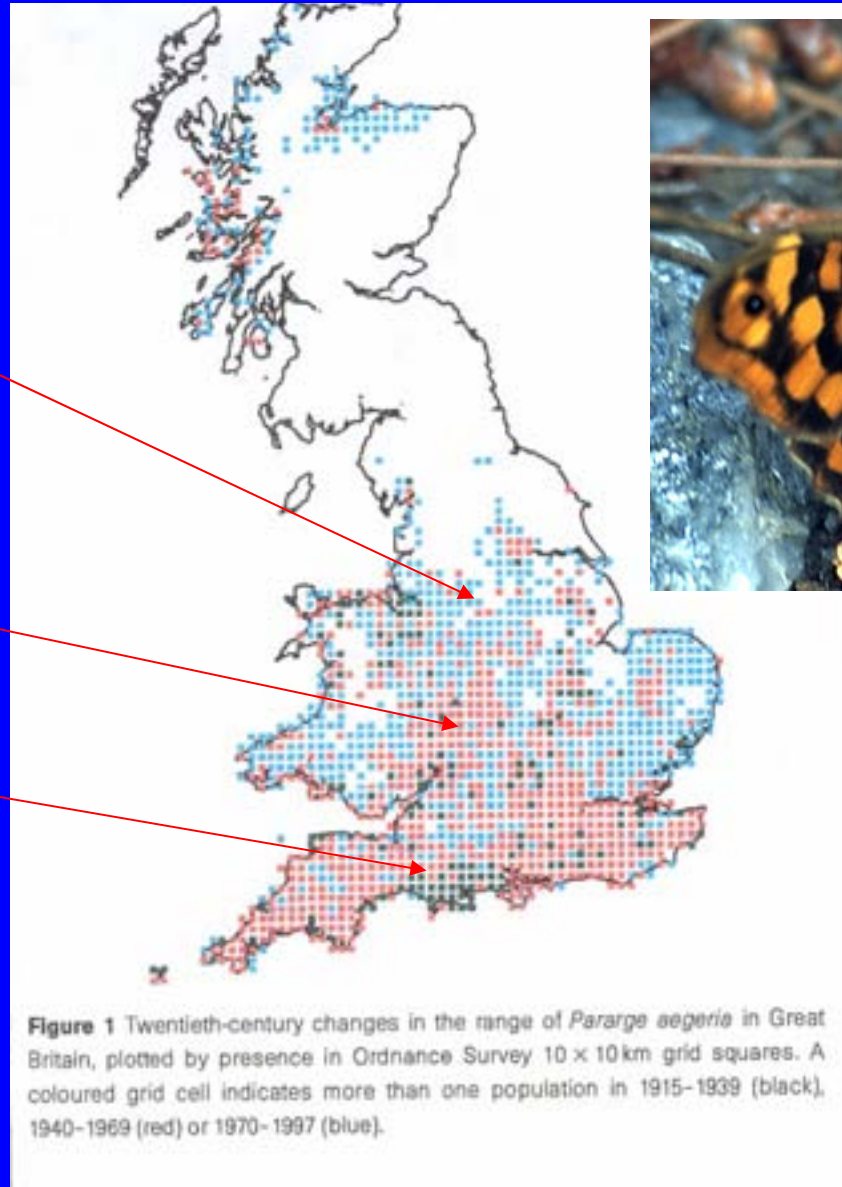 Figure 1 Twentieth-century changes in the range of Pararge aegeria in Great
Britain, plotted by presence in Ordnance Survey 10 × 10 km grid squares. A
coloured grid cell indicates more than one population in 1915–1939 (black),
1940–1969 (red) or 1970–1997 (blue).